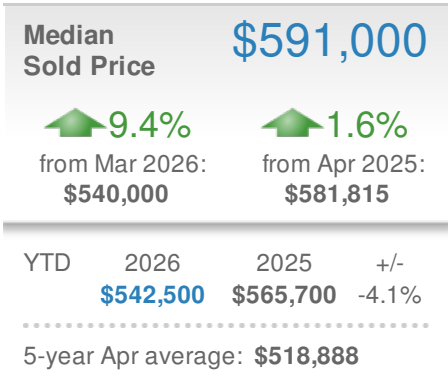 Median $591,000
Sold Price
9.4% 1.6%
from Mar 2026: from Apr 2025:
$540,000 $581,815
YTD 2026 2025 +/-
$542,500 $565,700 -4.1%
5-year Apr average: $518,888